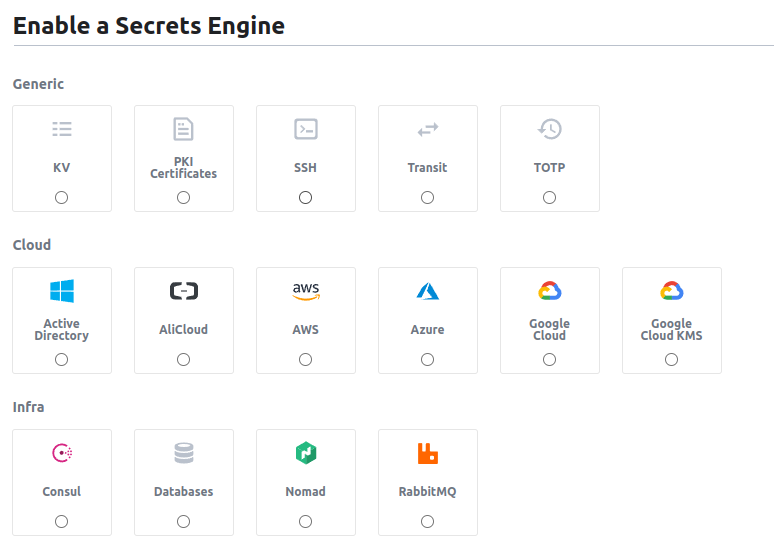 Enable a Secrets Engine
Generic
KV
PKI
Certificates
SSH
Transit
TOTP
Cloud
Active
Directory
AliCloud
aws
AWS
Azure
Google
Cloud
Google
Cloud KMS
Infra
Consul
Databases
Nomad
RabbitMQ